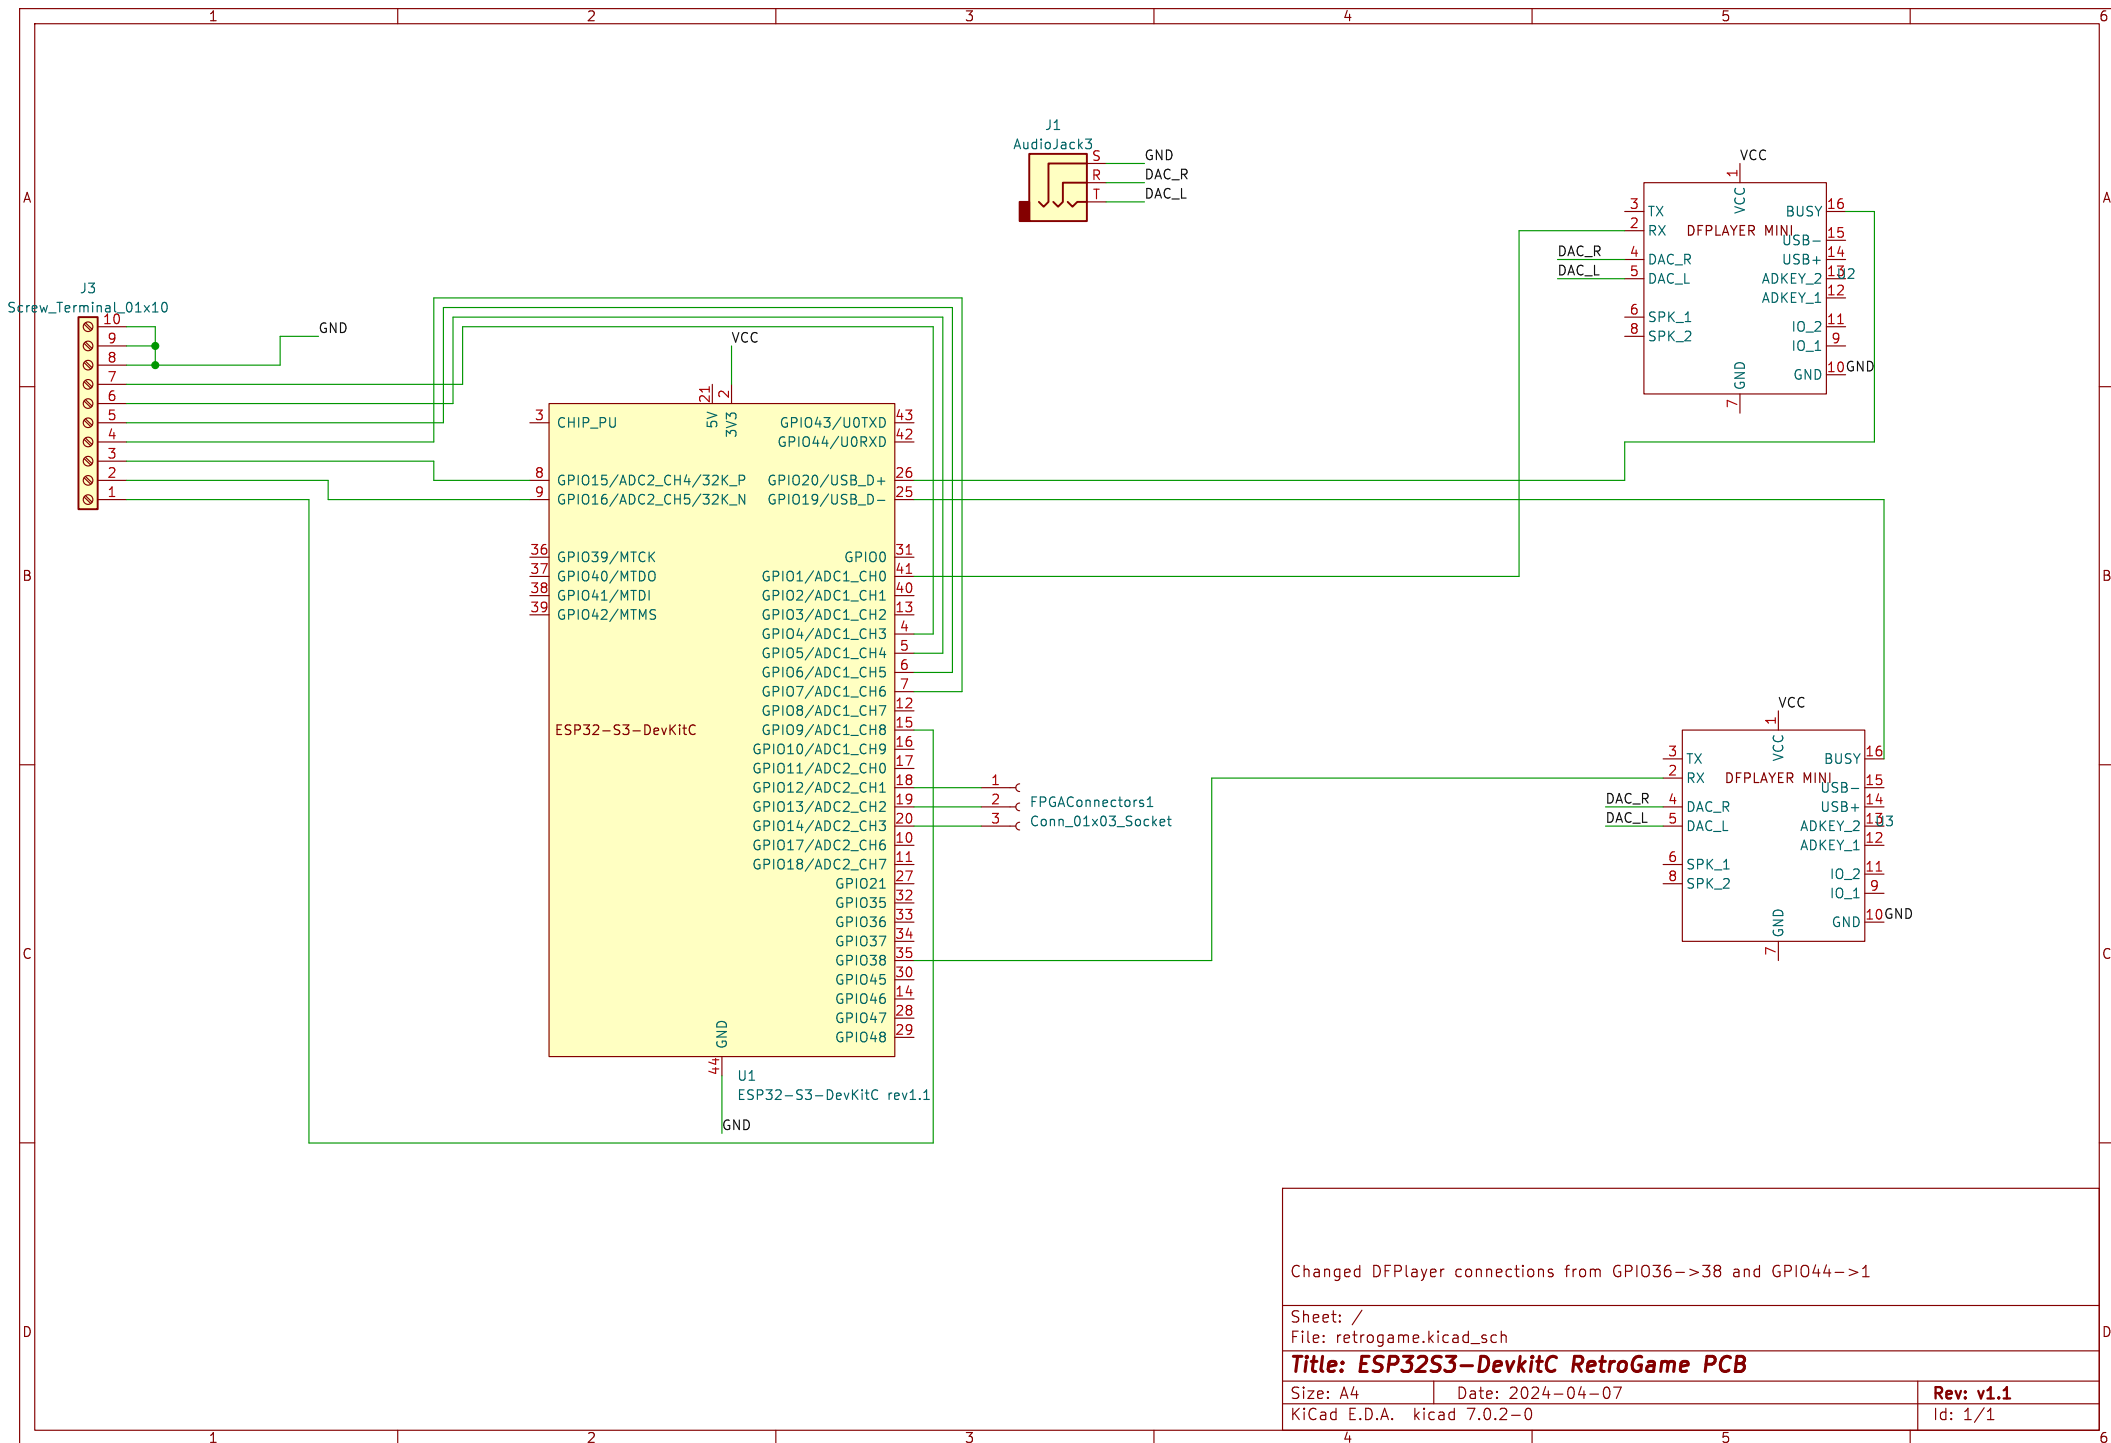 1 2 3 4 5 6
A
B
C
D
A
B
C
D
1 2 3 4 5 6
J1
AudioJack3
S GND
R DAC_R
T DAC_L
J3
Screw_Terminal_01x10
10
9
8
7
6
5
4
3
2
1
GND
VCC
21 2
5V 3V3
3 CHIP_PU
8 GPIO15/ADC2_CH4/32K_P
9 GPIO16/ADC2_CH5/32K_N
36 GPIO39/MTCK
37 GPIO40/MTDO
38 GPIO41/MTDI
39 GPIO42/MTMS
ESP32-S3-DevKitC
GPIO43/U0TXD 43
GPIO44/U0RXD 42
GPIO20/USB_D+ 26
GPIO19/USB_D- 25
GPIO0 31
GPIO1/ADC1_CH0 41
GPIO2/ADC1_CH1 40
GPIO3/ADC1_CH2 13
GPIO4/ADC1_CH3 4
GPIO5/ADC1_CH4 5
GPIO6/ADC1_CH5 6
GPIO7/ADC1_CH6 7
GPIO8/ADC1_CH7 12
GPIO9/ADC1_CH8 15
GPIO10/ADC1_CH9 16
GPIO11/ADC2_CH0 17
GPIO12/ADC2_CH1 18
GPIO13/ADC2_CH2 19
GPIO14/ADC2_CH3 20
GPIO17/ADC2_CH6 10
GPIO18/ADC2_CH7 11
GPIO21 27
GPIO35 32
GPIO36 33
GPIO37 34
GPIO38 35
GPIO45 30
GPIO46 14
GPIO47 28
GPIO48 29
GND
44
U1
ESP32-S3-DevKitC rev1.1
GND
1
2
3
FPGAConnectors1
Conn_01x03_Socket
VCC
1
VCC
3 TX
2 RX
DFPLAYER MINI
DAC_R 4 DAC_R
DAC_L 5 DAC_L
6 SPK_1
8 SPK_2
BUSY 16
USB- 15
USB+ 14
ADKEY_2 13
U2
ADKEY_1 12
IO_2 11
IO_1 9
GND 10 GND
GND
7
VCC
1
VCC
3 TX
2 RX
DFPLAYER MINI
DAC_R 4 DAC_R
DAC_L 5 DAC_L
6 SPK_1
8 SPK_2
BUSY 16
USB- 15
USB+ 14
ADKEY_2 13
U3
ADKEY_1 12
IO_2 11
IO_1 9
GND 10 GND
GND
7
Changed DFPlayer connections from GPIO36->38 and GPIO44->1
Sheet: /
File: retrogame.kicad_sch
Title: ESP32S3-DevkitC RetroGame PCB
Size: A4 Date: 2024-04-07 Rev: v1.1
KiCad E.D.A. kicad 7.0.2-0 Id: 1/1